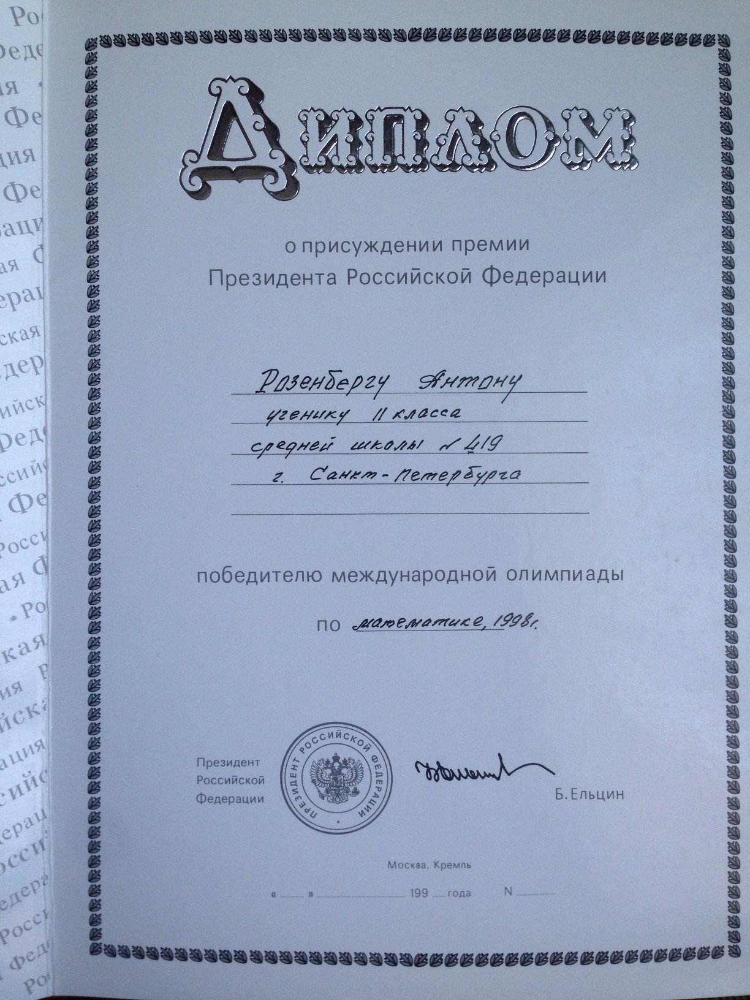 Диплом
о присуждении премии
Президента Российской Федерации
Розенбергу Антону
ученику 11 класса
средней школы N 419
г. Санкт-Петербурга
победителю международной олимпиады
по математике, 1998г.
Президент
Российской
Федерации
ПРЕЗИДЕНТ РОССИЙСКОЙ ФЕДЕРАЦИИ
Б. Ельцин
Москва. Кремль
« » 199 года N